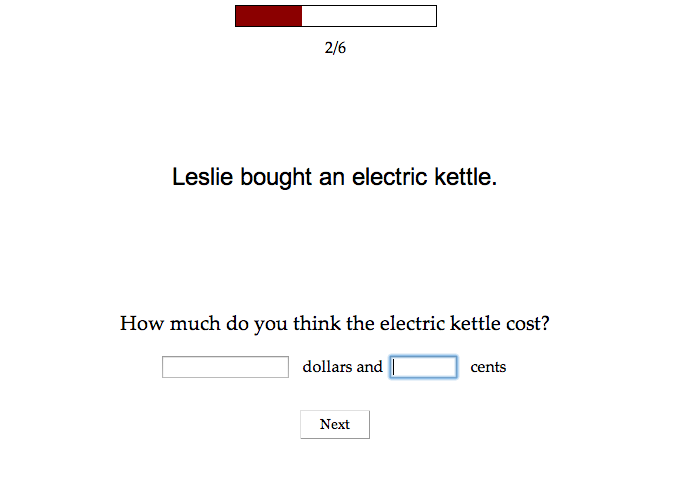 2/6
Leslie bought an electric kettle.
How much do you think the electric kettle cost?
dollars and cents
Next